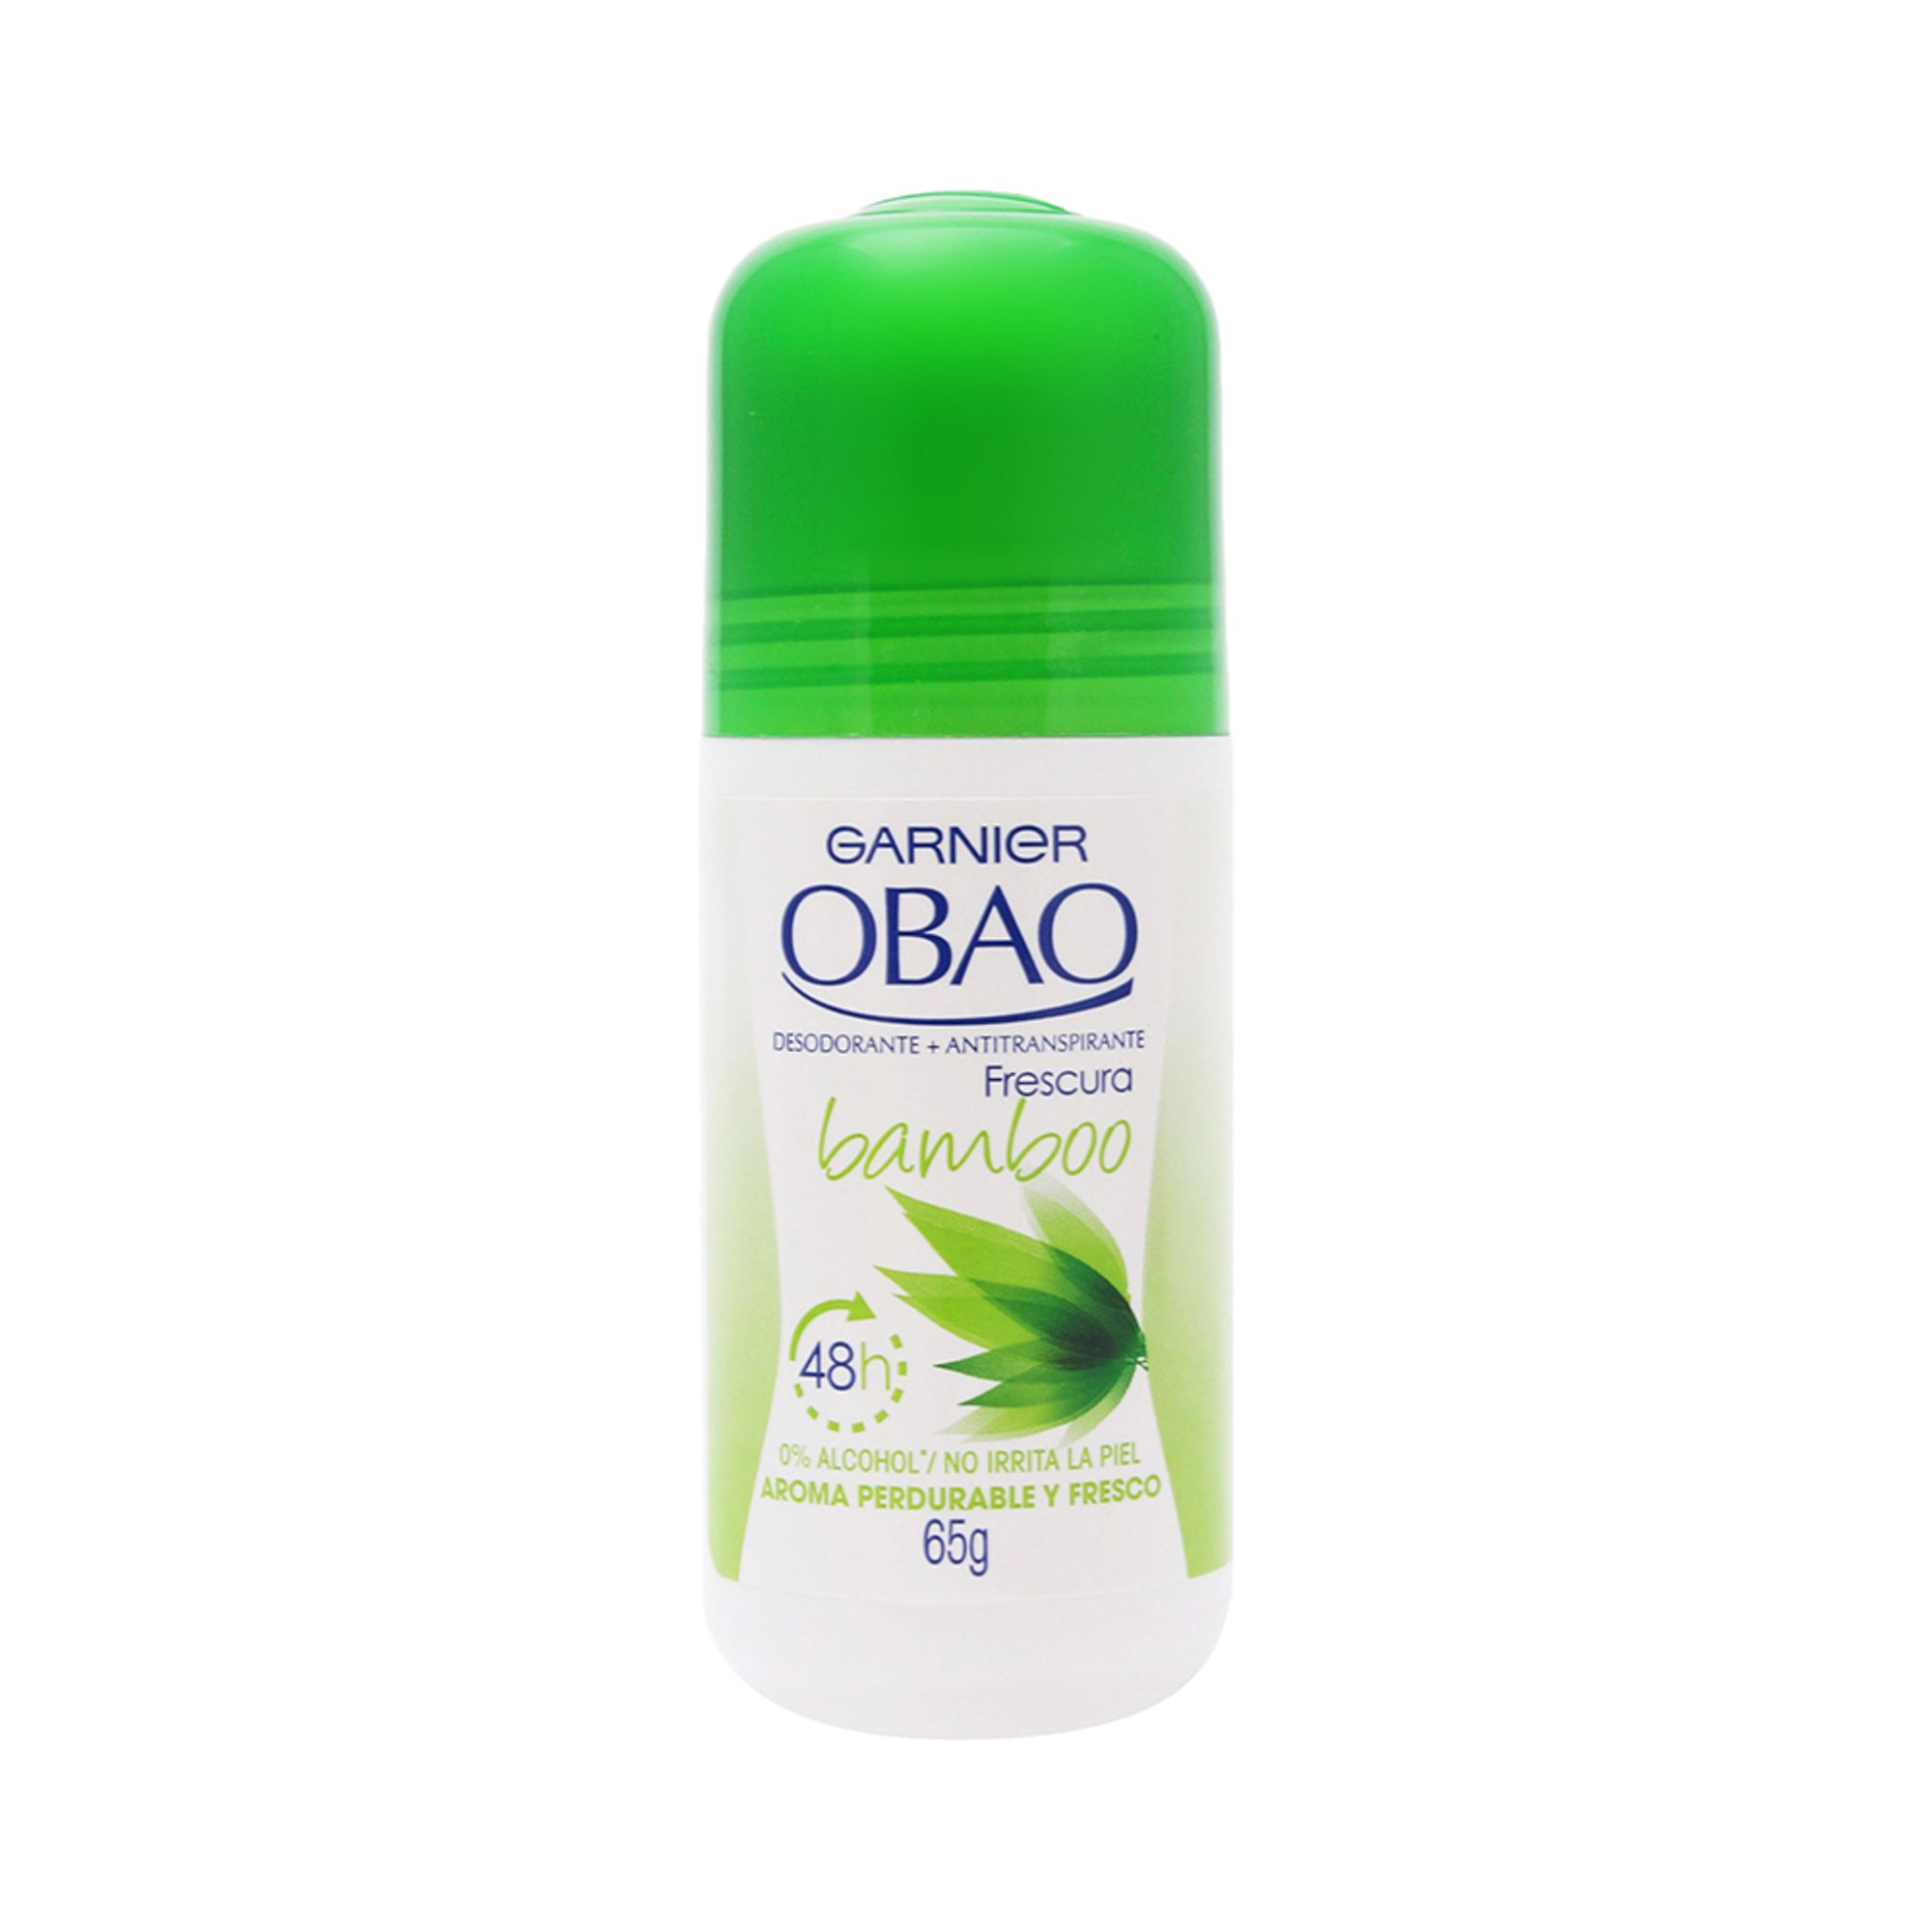 GARNIER
OBAO
DESODORANTE + ANTITRANSPIRANTE
Frescura
bamboo
48h
0% ALCOHOL*/ NO IRRITA LA PIEL
AROMA PERDURABLE Y FRESCO
65g